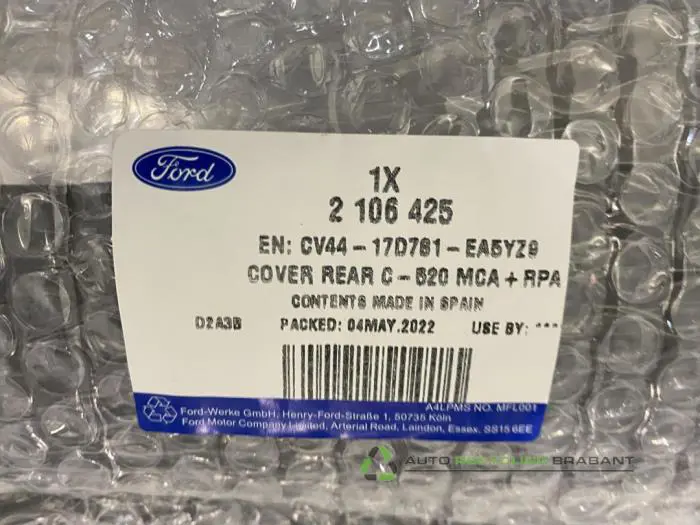 Ford
1X
2 106 425
EN: CV44-17D781-EA5YZ9
COVER REAR C-520 MCA + RPA
CONTENTS MADE IN SPAIN
D2A3B PACKED: 04MAY.2022 USE BY: ***
A4LPMS NO. MFL001
Ford-Werke GmbH, Henry-Ford-Straße 1, 50735 Köln
Ford Motor Company Limited, Arterial Road, Laindon, Essex. SS15 6EE
AUTO RECYCLING BRABANT